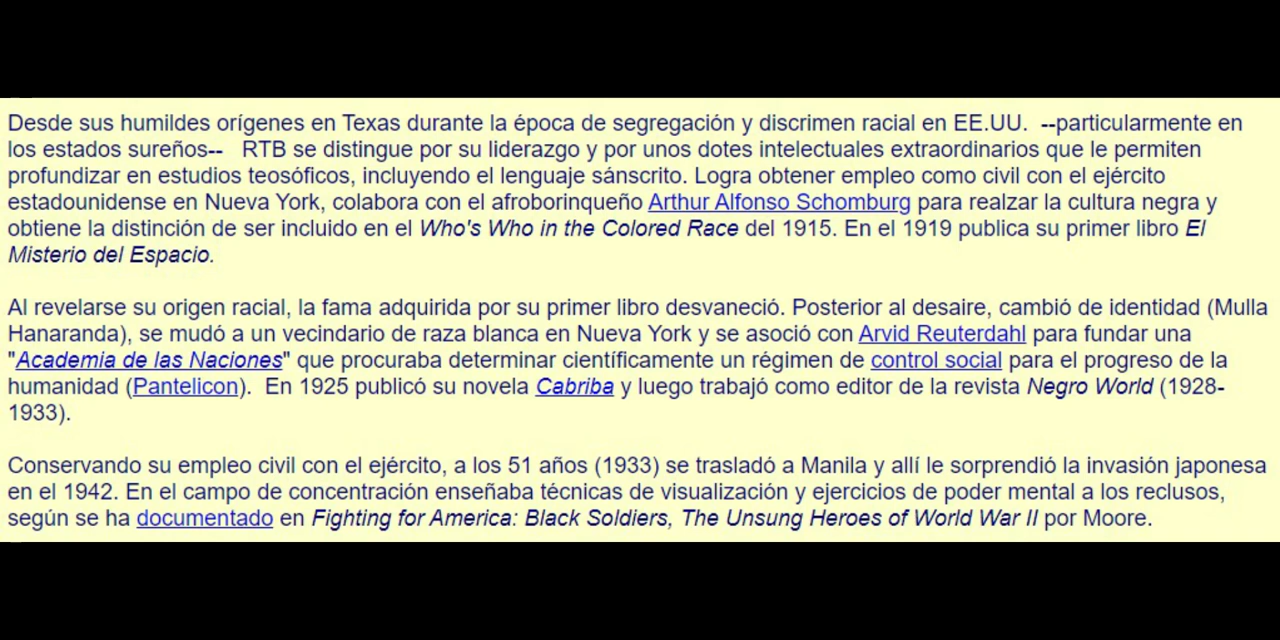 Desde sus humildes orígenes en Texas durante la época de segregación y discrimen racial en EE.UU.  --particularmente en
los estados sureños--   RTB se distingue por su liderazgo y por unos dotes intelectuales extraordinarios que le permiten
profundizar en estudios teosóficos, incluyendo el lenguaje sánscrito. Logra obtener empleo como civil con el ejército
estadounidense en Nueva York, colabora con el afroborinqueño Arthur Alfonso Schomburg para realzar la cultura negra y
obtiene la distinción de ser incluido en el Who's Who in the Colored Race del 1915. En el 1919 publica su primer libro El
Misterio del Espacio.
Al revelarse su origen racial, la fama adquirida por su primer libro desvaneció. Posterior al desaire, cambió de identidad (Mulla
Hanaranda), se mudó a un vecindario de raza blanca en Nueva York y se asoció con Arvid Reuterdahl para fundar una
"Academia de las Naciones" que procuraba determinar científicamente un régimen de control social para el progreso de la
humanidad (Pantelicon).  En 1925 publicó su novela Cabriba y luego trabajó como editor de la revista Negro World (1928-
1933).
Conservando su empleo civil con el ejército, a los 51 años (1933) se trasladó a Manila y allí le sorprendió la invasión japonesa
en el 1942. En el campo de concentración enseñaba técnicas de visualización y ejercicios de poder mental a los reclusos,
según se ha documentado en Fighting for America: Black Soldiers, The Unsung Heroes of World War II por Moore.